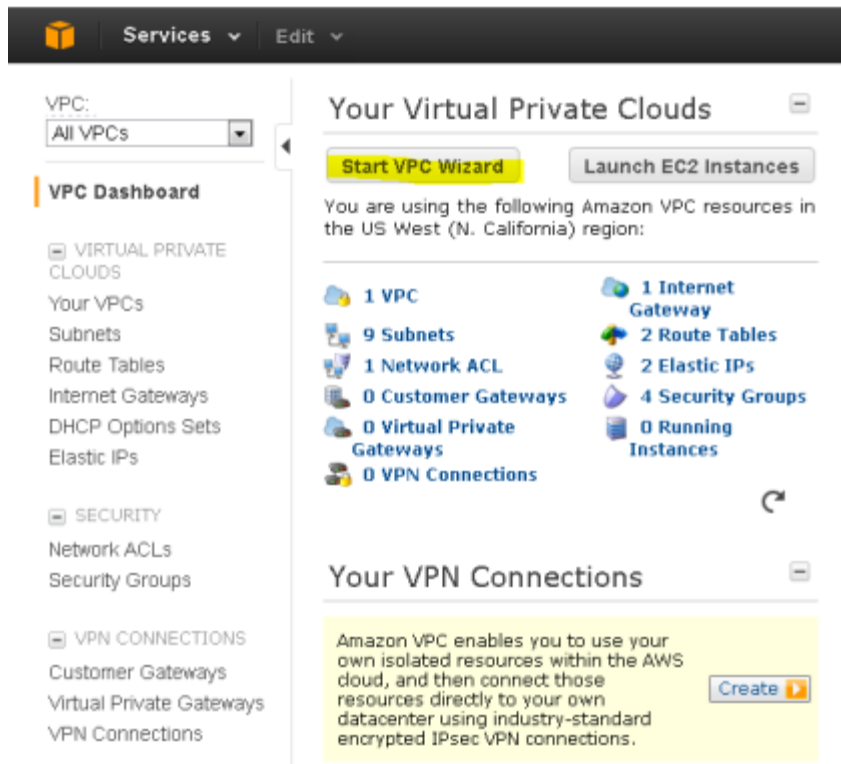 Services Edit
VPC:
All VPCs
VPC Dashboard
VIRTUAL PRIVATE
CLOUDS
Your VPCs
Subnets
Route Tables
Internet Gateways
DHCP Options Sets
Elastic IPs
SECURITY
Network ACLs
Security Groups
VPN CONNECTIONS
Customer Gateways
Virtual Private Gateways
VPN Connections
Your Virtual Private Clouds
Start VPC Wizard
Launch EC2 Instances
You are using the following Amazon VPC resources in
the US West (N. California) region:
1 VPC
9 Subnets
1 Network ACL
0 Customer Gateways
0 Virtual Private
Gateways
0 VPN Connections
1 Internet
Gateway
2 Route Tables
2 Elastic IPs
4 Security Groups
0 Running
Instances
Your VPN Connections
Amazon VPC enables you to use your
own isolated resources within the AWS
cloud, and then connect those
resources directly to your own
datacenter using industry-standard
encrypted IPsec VPN connections.
Create